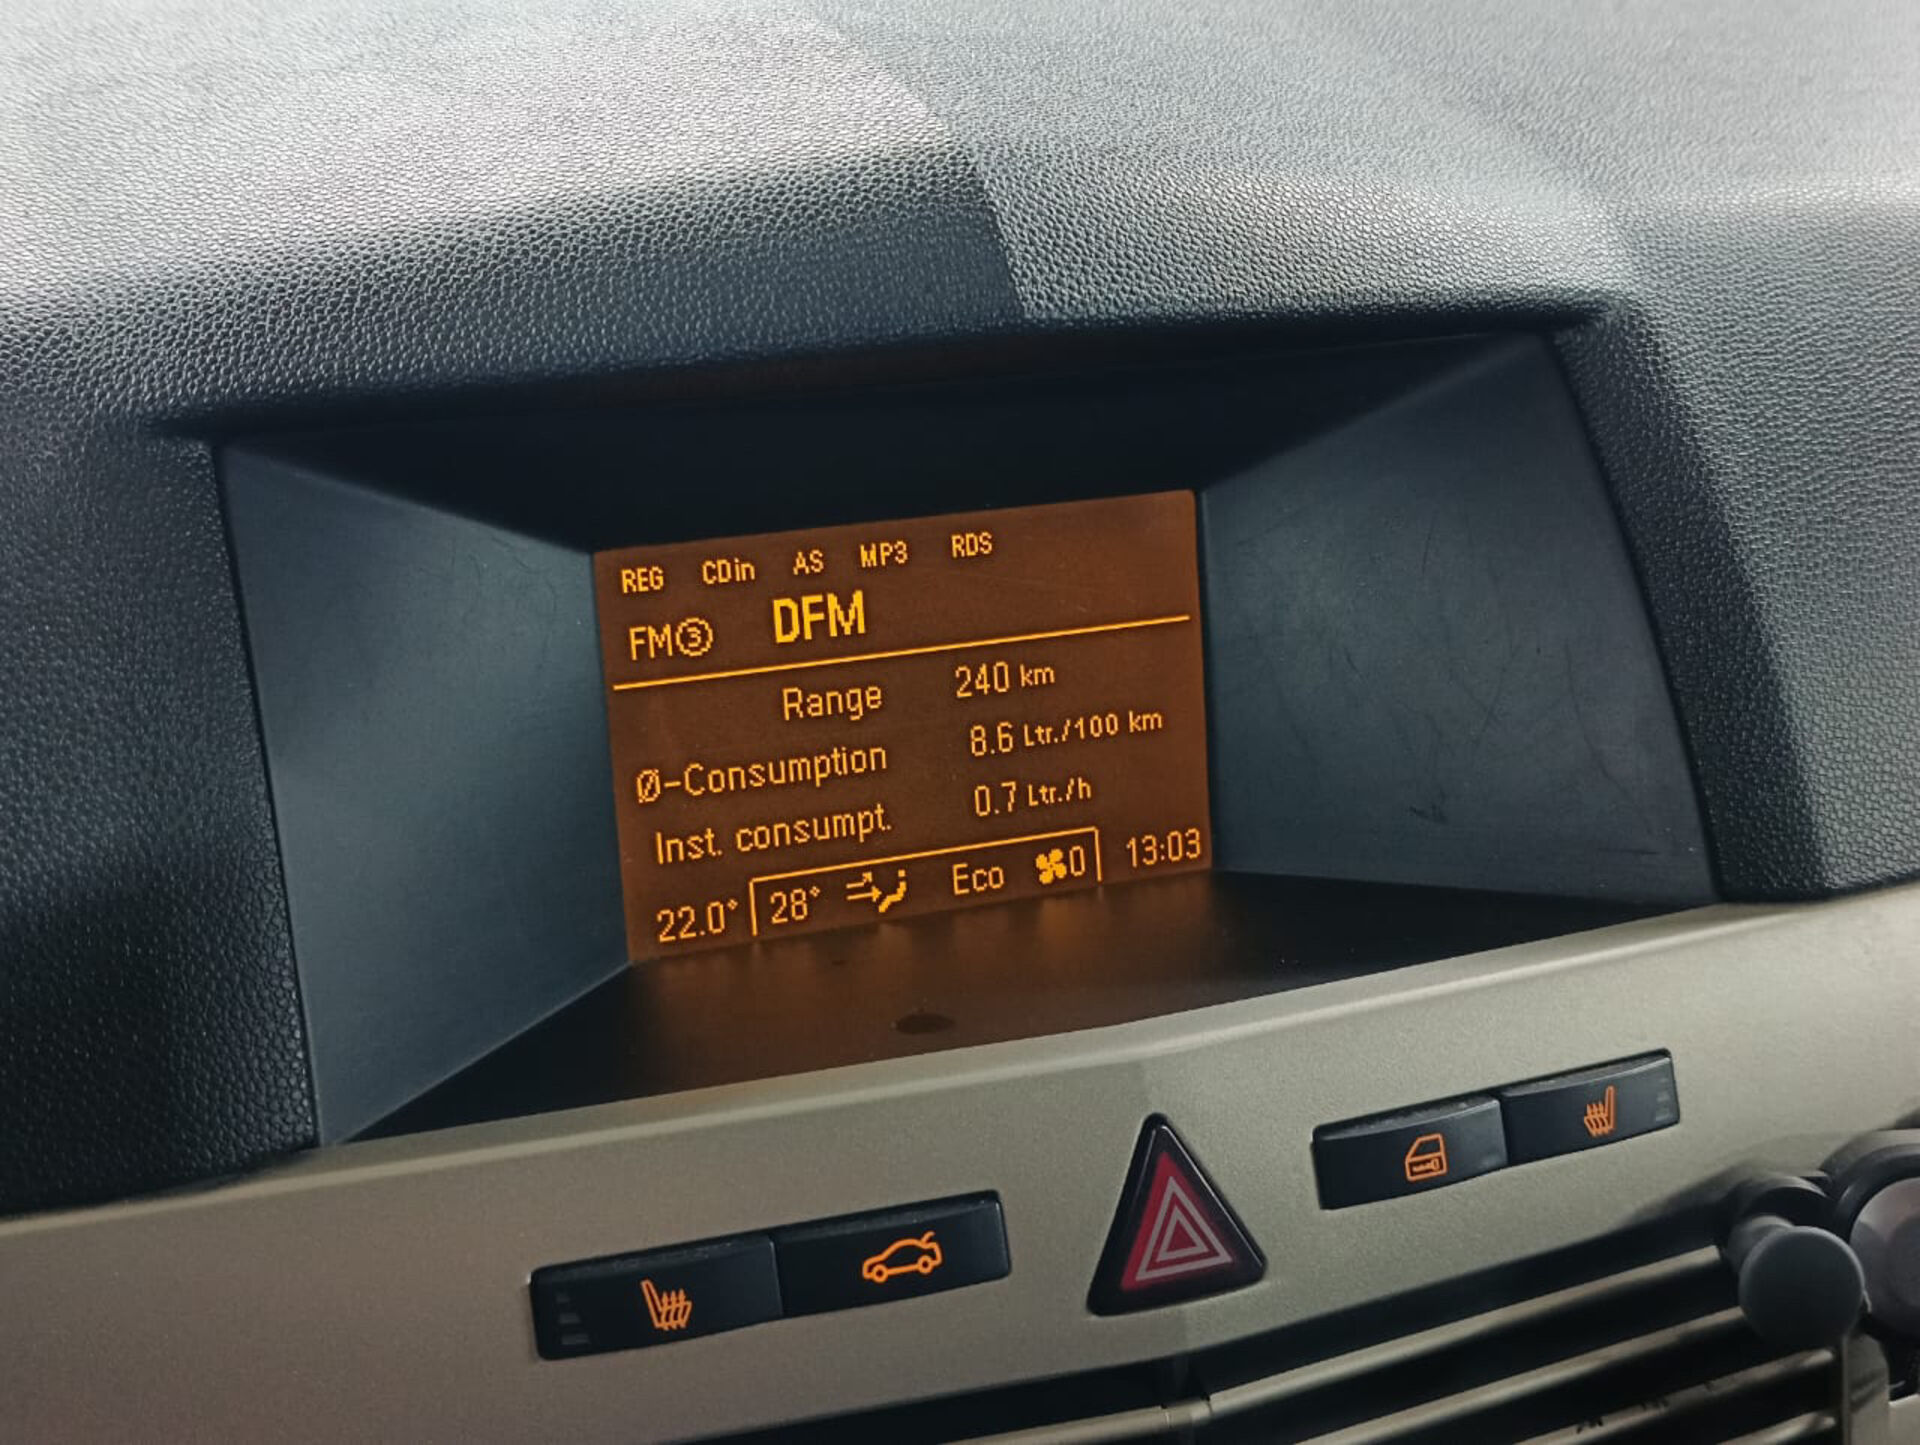 REG CDin AS MP3 RDS
FM③ DFM
Range 240 km
Ø-Consumption 8.6 Ltr./100 km
Inst. consumpt. 0.7 Ltr./h
22.0° 28° Eco 0 13:03